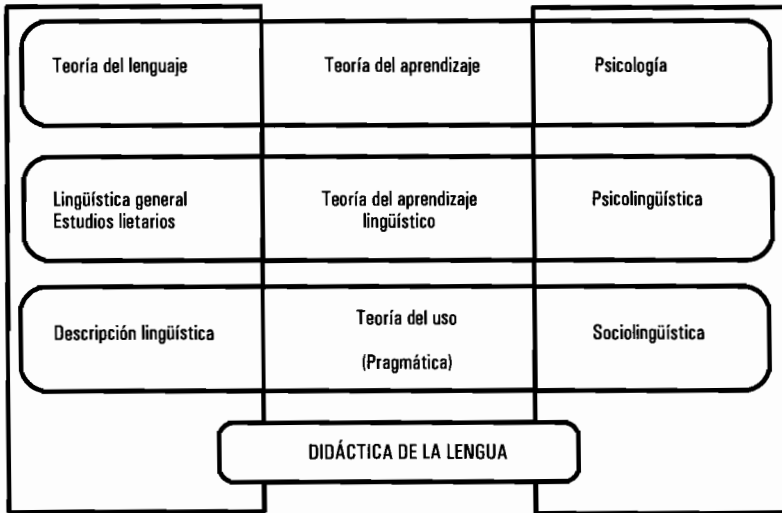 Teoría del lenguaje
Teoría del aprendizaje
Psicología
Lingüística general
Estudios lietarios
Teoría del aprendizaje
lingüístico
Psicolingüística
Descripción lingüística
Teoría del uso
(Pragmática)
Sociolingüística
DIDÁCTICA DE LA LENGUA